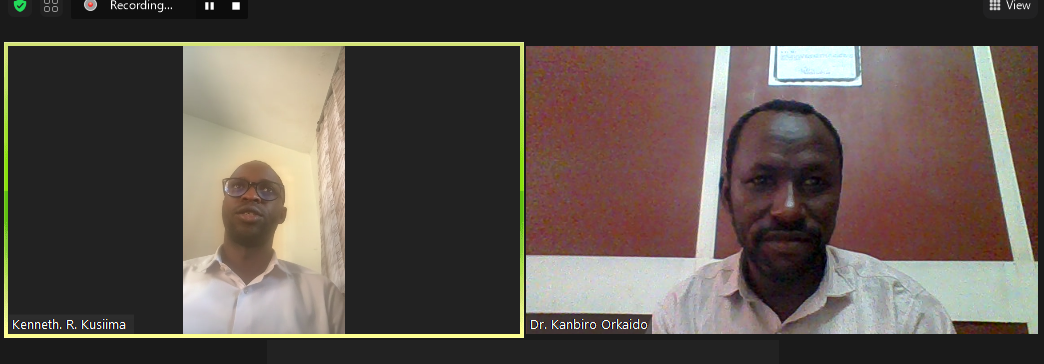 Recording...
View
Kenneth. R. Kusiima
Dr. Kanbiro Orkaido